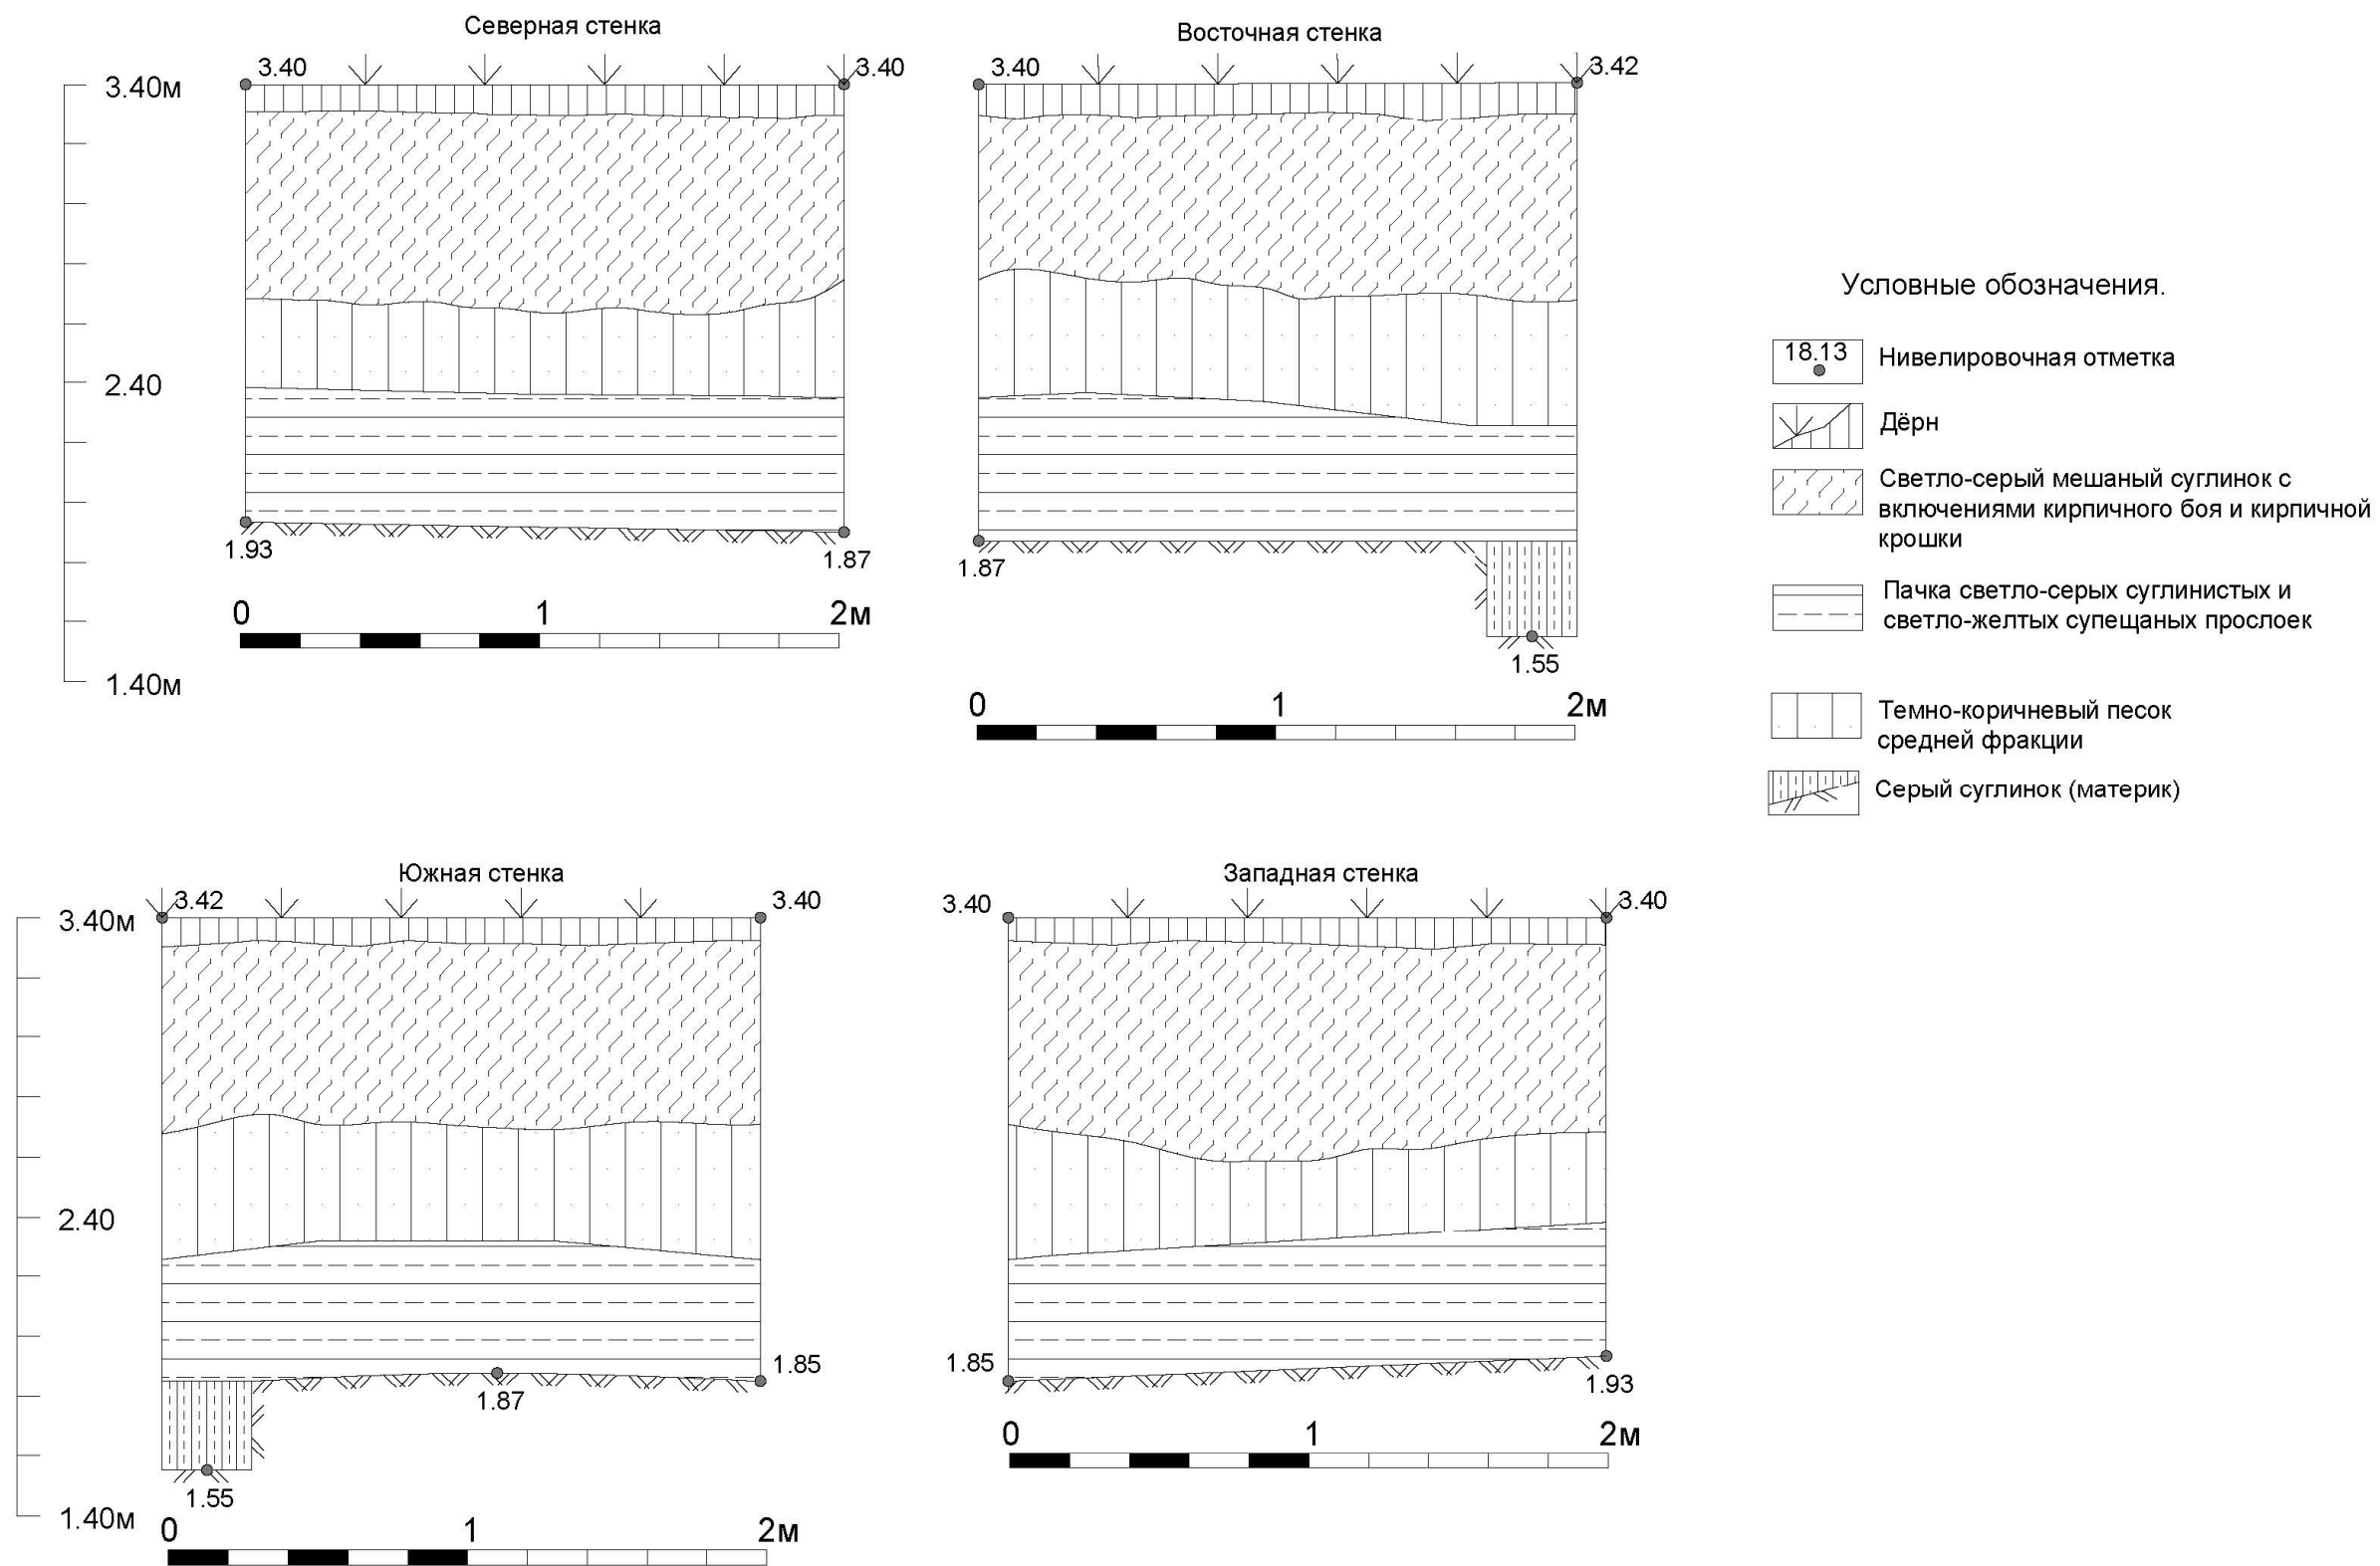 Северная стенка
3.40
3.40
3.40м
2.40
1.40м
1.93
1.87
0 1 2м
Восточная стенка
3.40
3.42
1.87
1.55
0 1 2м
Условные обозначения.
18.13
Нивелировочная отметка
Дёрн
Светло-серый мешаный суглинок с
включениями кирпичного боя и кирпичной
крошки
Пачка светло-серых суглинистых и
светло-желтых супещаных прослоек
Темно-коричневый песок
средней фракции
Серый суглинок (материк)
Южная стенка
3.42
3.40
3.40м
2.40
1.40м
1.85
1.87
1.55
0 1 2м
Западная стенка
3.40
3.40
1.85
1.93
0 1 2м